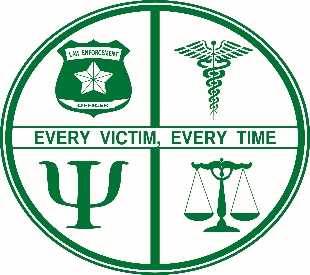 LAW ENFORCEMENT
OFFICER
EVERY VICTIM, EVERY TIME
Ψ